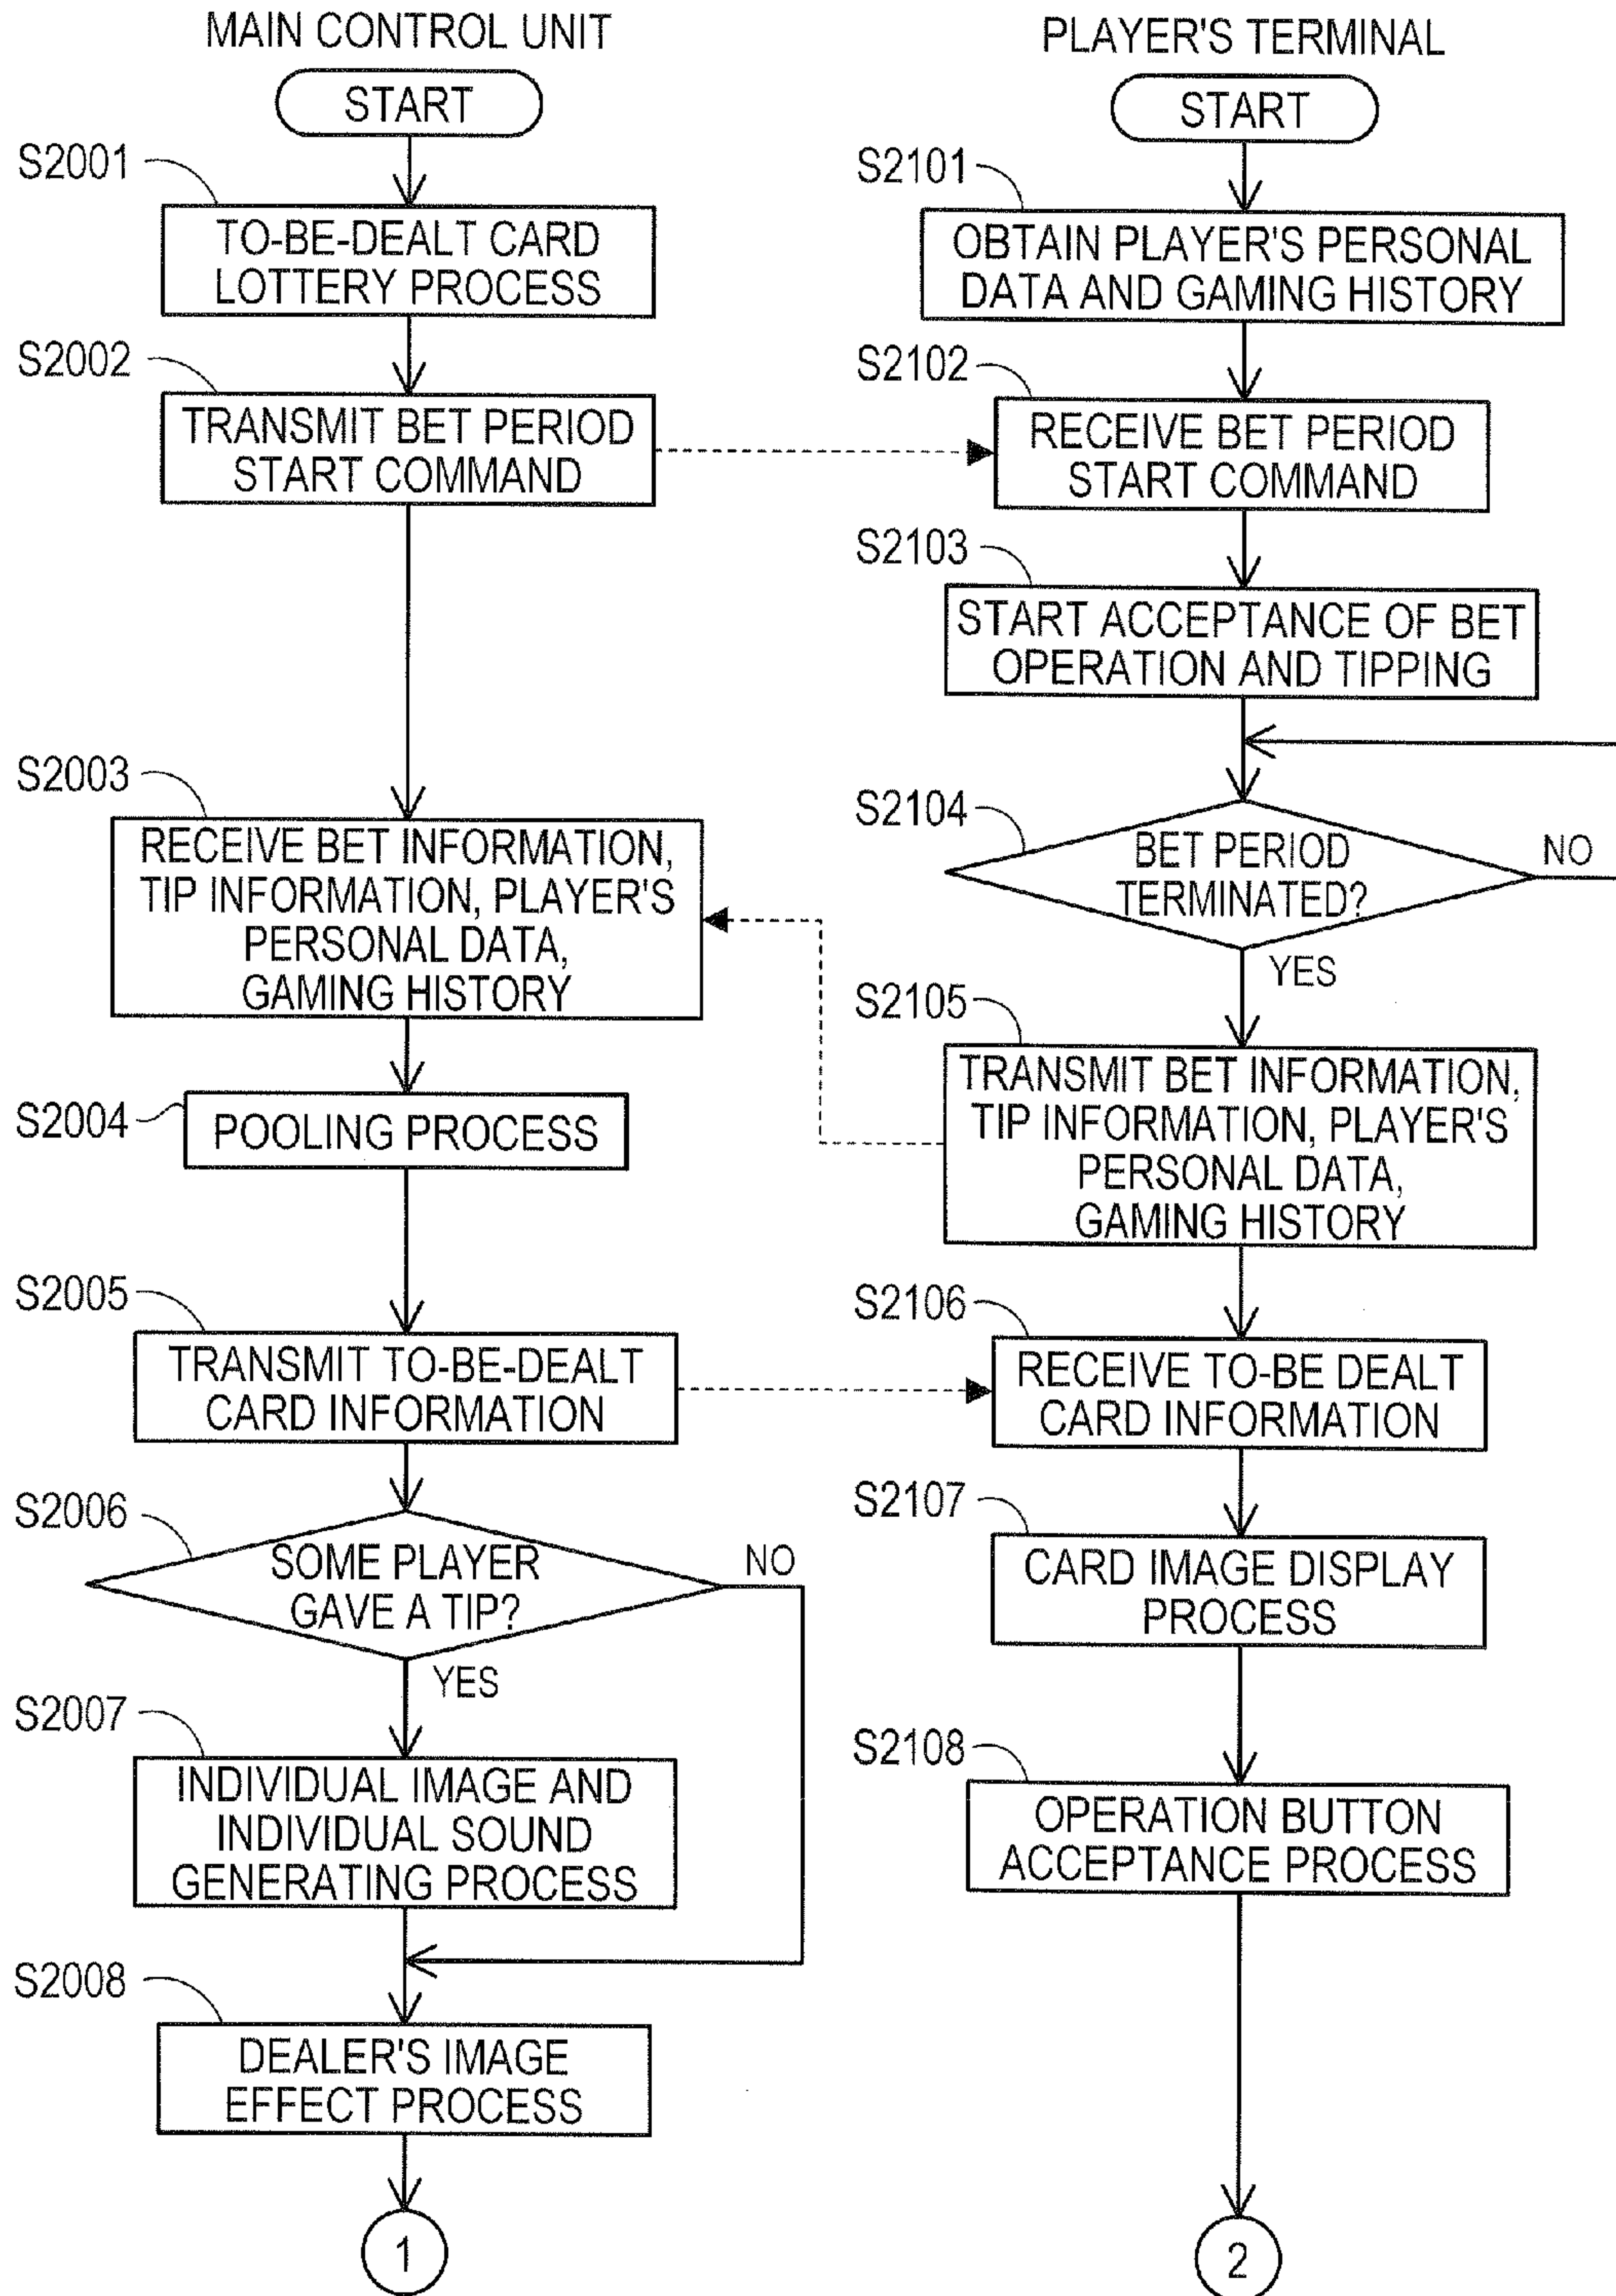 MAIN CONTROL UNIT
START
S2001
TO-BE-DEALT CARD
LOTTERY PROCESS
S2002
TRANSMIT BET PERIOD
START COMMAND
S2003
RECEIVE BET INFORMATION,
TIP INFORMATION, PLAYER'S
PERSONAL DATA,
GAMING HISTORY
S2004
POOLING PROCESS
S2005
TRANSMIT TO-BE-DEALT
CARD INFORMATION
S2006
SOME PLAYER
GAVE A TIP?
NO
YES
S2007
INDIVIDUAL IMAGE AND
INDIVIDUAL SOUND
GENERATING PROCESS
S2008
DEALER'S IMAGE
EFFECT PROCESS
1
PLAYER'S TERMINAL
START
S2101
OBTAIN PLAYER'S PERSONAL
DATA AND GAMING HISTORY
S2102
RECEIVE BET PERIOD
START COMMAND
S2103
START ACCEPTANCE OF BET
OPERATION AND TIPPING
S2104
BET PERIOD
TERMINATED?
NO
YES
S2105
TRANSMIT BET INFORMATION,
TIP INFORMATION, PLAYER'S
PERSONAL DATA,
GAMING HISTORY
S2106
RECEIVE TO-BE DEALT
CARD INFORMATION
S2107
CARD IMAGE DISPLAY
PROCESS
S2108
OPERATION BUTTON
ACCEPTANCE PROCESS
2